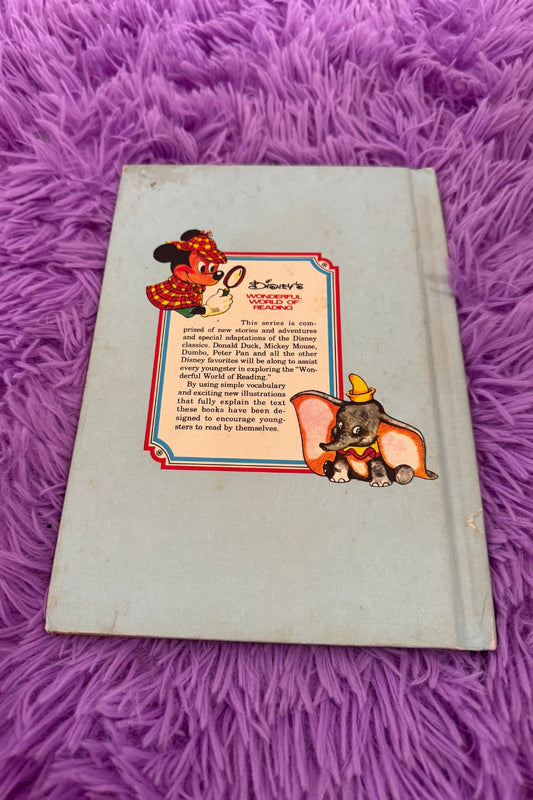 DISNEY'S
WONDERFUL
WORLD OF
READING
This series is com-
prised of new stories and adventures
and special adaptations of the Disney
classics. Donald Duck, Mickey Mouse,
Dumbo, Peter Pan and all the other
Disney favorites will be along to assist
every youngster in exploring the "Won-
derful World of Reading."
By using simple vocabulary
and exciting new illustrations
that fully explain the text
these books have been de-
signed to encourage young-
sters to read by themselves.